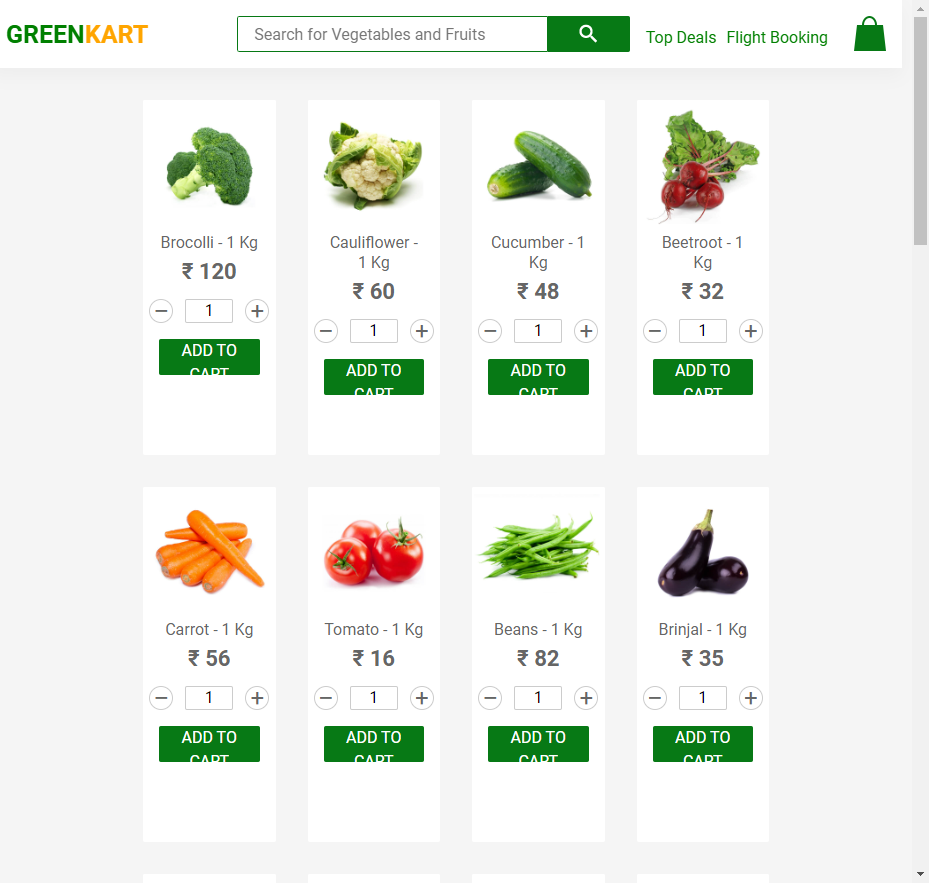 GREENKART
Search for Vegetables and Fruits
Top Deals Flight Booking
Brocolli - 1 Kg
₹ 120
− 1 +
ADD TO
CART
Cauliflower -
1 Kg
₹ 60
− 1 +
ADD TO
CART
Cucumber - 1
Kg
₹ 48
− 1 +
ADD TO
CART
Beetroot - 1
Kg
₹ 32
− 1 +
ADD TO
CART
Carrot - 1 Kg
₹ 56
− 1 +
ADD TO
CART
Tomato - 1 Kg
₹ 16
− 1 +
ADD TO
CART
Beans - 1 Kg
₹ 82
− 1 +
ADD TO
CART
Brinjal - 1 Kg
₹ 35
− 1 +
ADD TO
CART